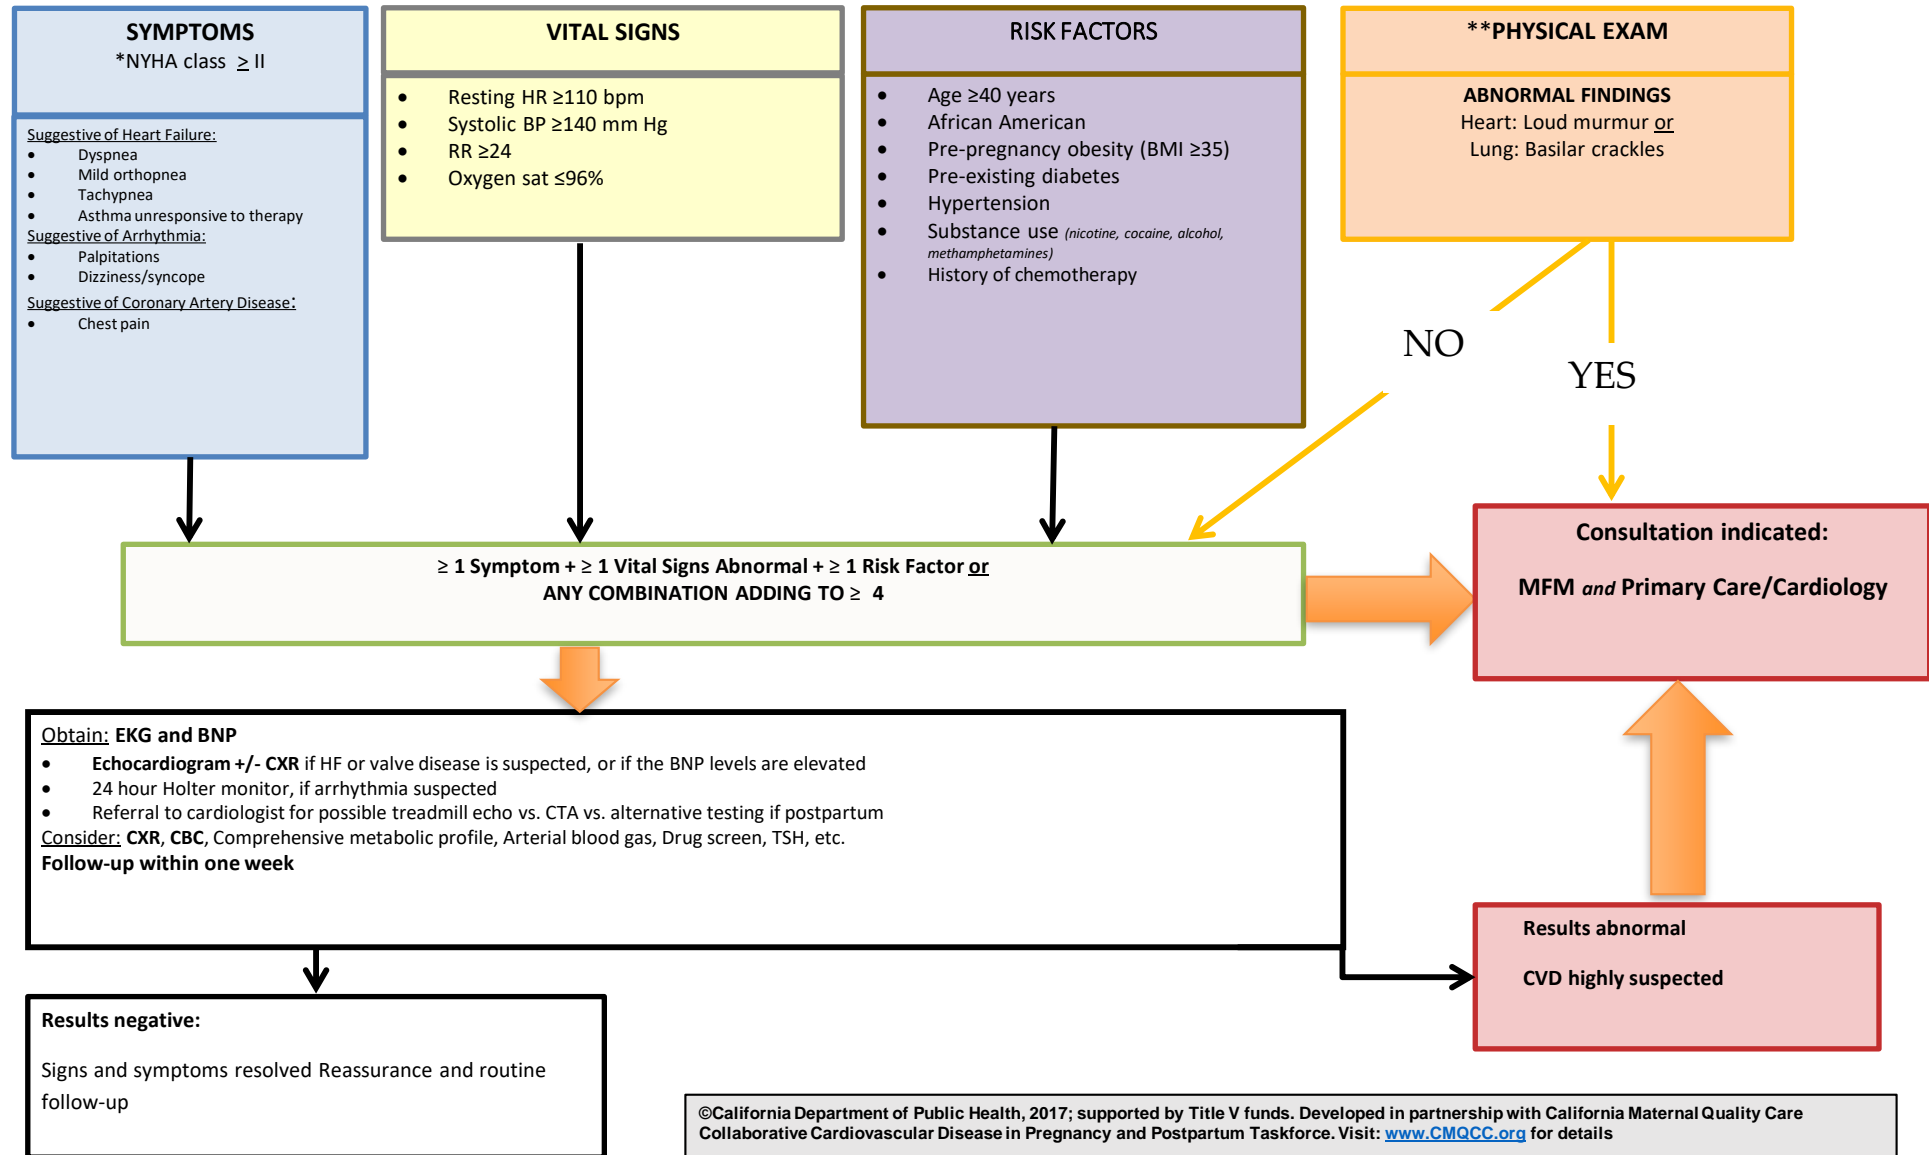 SYMPTOMS
*NYHA class ≥ II
Suggestive of Heart Failure:
• Dyspnea
• Mild orthopnea
• Tachypnea
• Asthma unresponsive to therapy
Suggestive of Arrhythmia:
• Palpitations
• Dizziness/syncope
Suggestive of Coronary Artery Disease:
• Chest pain
VITAL SIGNS
• Resting HR ≥110 bpm
• Systolic BP ≥140 mm Hg
• RR ≥24
• Oxygen sat ≤96%
RISK FACTORS
• Age ≥40 years
• African American
• Pre-pregnancy obesity (BMI ≥35)
• Pre-existing diabetes
• Hypertension
• Substance use (nicotine, cocaine, alcohol,
methamphetamines)
• History of chemotherapy
**PHYSICAL EXAM
ABNORMAL FINDINGS
Heart: Loud murmur or
Lung: Basilar crackles
NO
YES
≥ 1 Symptom + ≥ 1 Vital Signs Abnormal + ≥ 1 Risk Factor or
ANY COMBINATION ADDING TO ≥ 4
Consultation indicated:
MFM and Primary Care/Cardiology
Obtain: EKG and BNP
• Echocardiogram +/- CXR if HF or valve disease is suspected, or if the BNP levels are elevated
• 24 hour Holter monitor, if arrhythmia suspected
• Referral to cardiologist for possible treadmill echo vs. CTA vs. alternative testing if postpartum
Consider: CXR, CBC, Comprehensive metabolic profile, Arterial blood gas, Drug screen, TSH, etc.
Follow-up within one week
Results abnormal
CVD highly suspected
Results negative:
Signs and symptoms resolved Reassurance and routine
follow-up
©California Department of Public Health, 2017; supported by Title V funds. Developed in partnership with California Maternal Quality Care
Collaborative Cardiovascular Disease in Pregnancy and Postpartum Taskforce. Visit: www.CMQCC.org for details